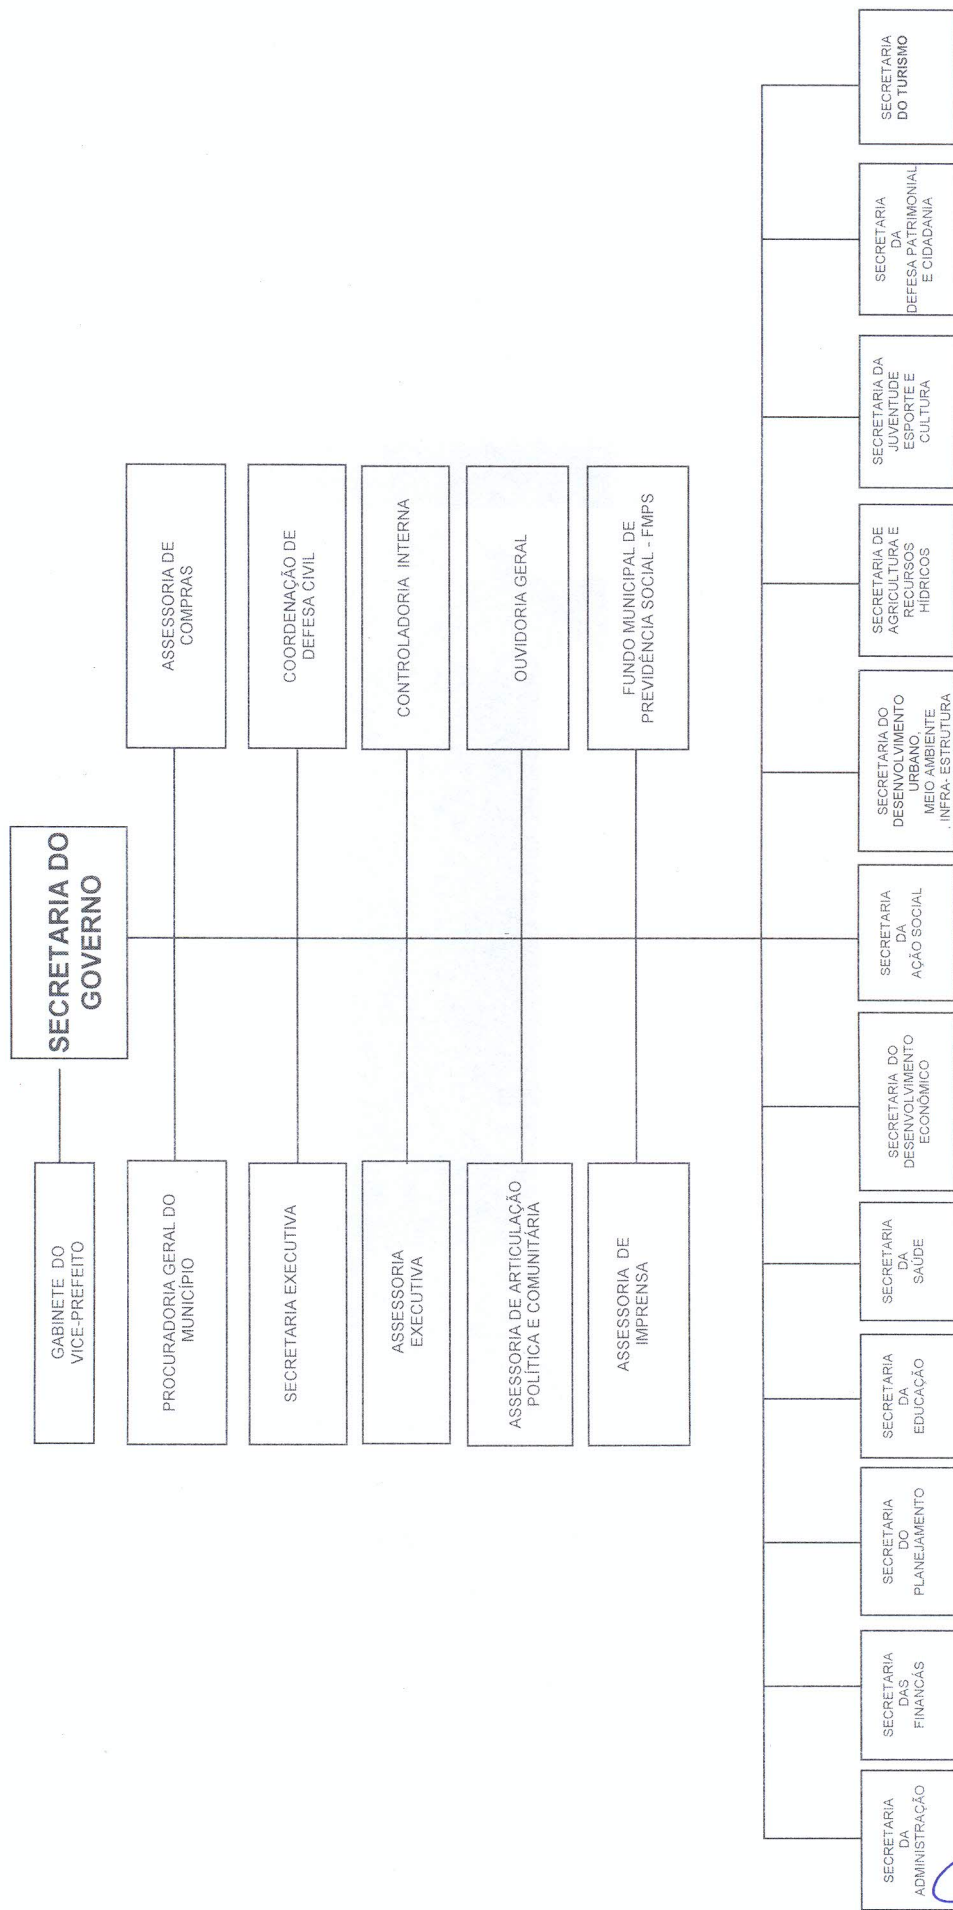 SECRETARIA DO
GOVERNO
GABINETE DO
VICE-PREFEITO
PROCURADORIA GERAL DO
MUNICÍPIO
ASSESSORIA DE
COMPRAS
SECRETARIA EXECUTIVA
COORDENAÇÃO DE
DEFESA CIVIL
ASSESSORIA
EXECUTIVA
CONTROLADORIA INTERNA
ASSESSORIA DE ARTICULAÇÃO
POLÍTICA E COMUNITÁRIA
OUVIDORIA GERAL
ASSESSORIA DE
IMPRENSA
FUNDO MUNICIPAL DE
PREVIDÊNCIA SOCIAL - FMPS
SECRETARIA
DA
ADMINISTRAÇÃO
SECRETARIA
DAS
FINANCÁS
SECRETARIA
DO
PLANEJAMENTO
SECRETARIA
DA
EDUCAÇÃO
SECRETARIA
DA
SAÚDE
SECRETARIA DO
DESENVOLVIMENTO
ECONÔMICO
SECRETARIA
DA
AÇÃO SOCIAL
SECRETARIA DO
DESENVOLVIMENTO
URBANO,
MEIO AMBIENTE
, INFRA- ESTRUTURA
SECRETARIA DE
AGRICULTURA E
RECURSOS
HÍDRICOS
SECRETARIA DA
JUVENTUDE
ESPORTE E
CULTURA
SECRETARIA
DA
DEFESA PATRIMONIAL
E CIDADANIA
SECRETARIA
DO TURISMO